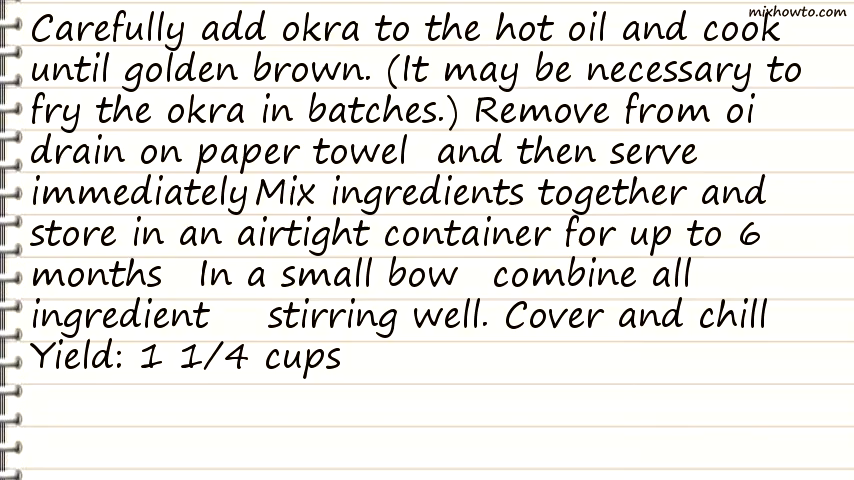 mixhowto.com
Carefully add okra to the hot oil and cook
until golden brown. (It may be necessary to
fry the okra in batches.) Remove from oi
drain on paper towel and then serve
immediately Mix ingredients together and
store in an airtight container for up to 6
months In a small bow combine all
ingredient stirring well. Cover and chill
Yield: 1 1/4 cups